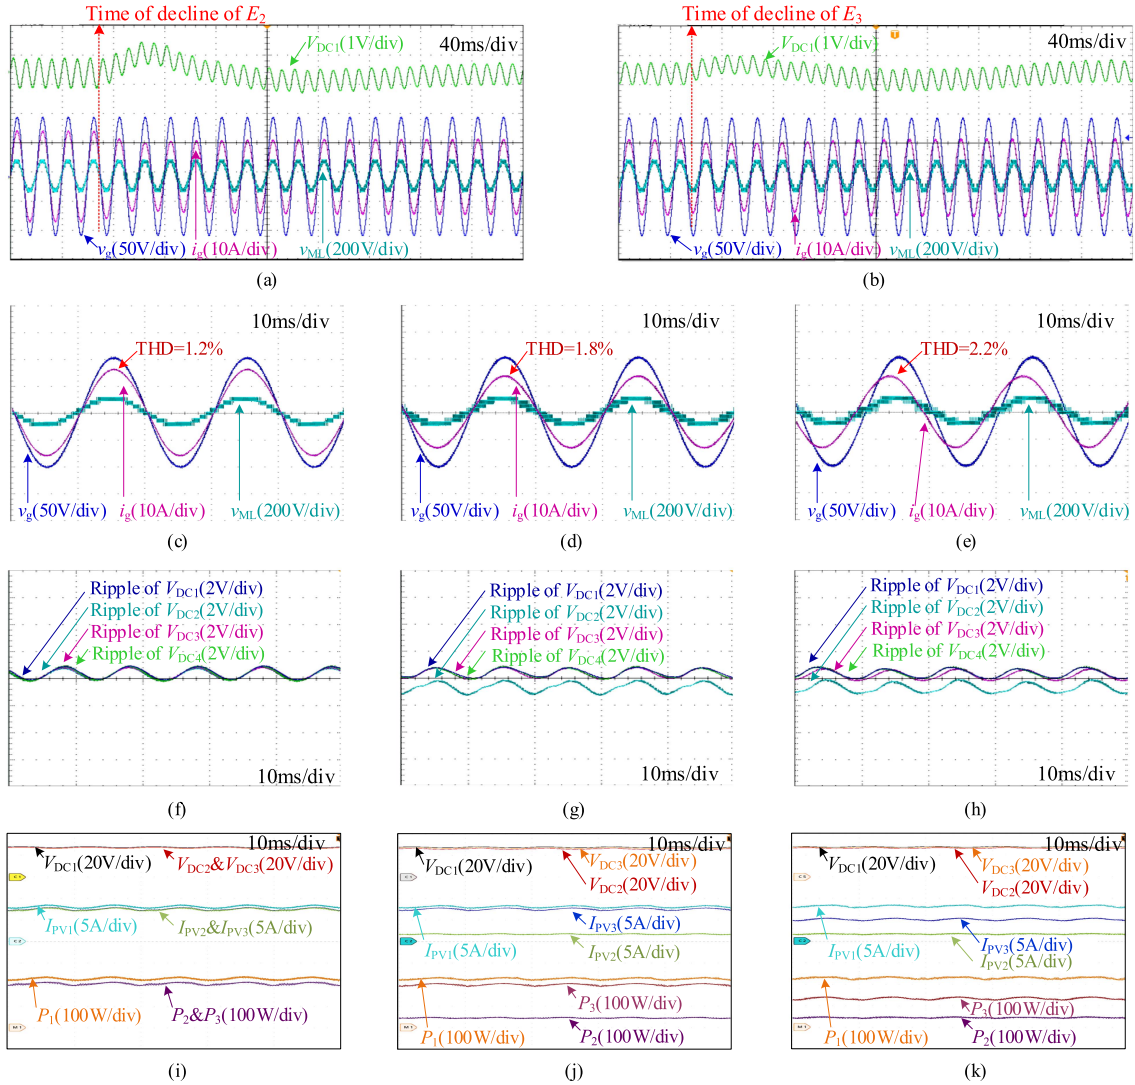 Time of decline of E2
Time of decline of E3
VDC1(1V/div)
40ms/div
VDC1(1V/div)
40ms/div
T
vg(50V/div)
ig(10A/div)
vML(200V/div)
vg(50V/div)
ig(10A/div)
vML(200V/div)
(a)
(b)
10ms/div
10ms/div
10ms/div
THD=1.2%
THD=1.8%
THD=2.2%
vg(50V/div)
ig(10A/div)
vML(200V/div)
vg(50V/div)
ig(10A/div)
vML(200V/div)
vg(50V/div)
ig(10A/div)
vML(200V/div)
(c)
(d)
(e)
Ripple of VDC1(2V/div)
Ripple of VDC2(2V/div)
Ripple of VDC3(2V/div)
Ripple of VDC4(2V/div)
10ms/div
Ripple of VDC1(2V/div)
Ripple of VDC2(2V/div)
Ripple of VDC3(2V/div)
Ripple of VDC4(2V/div)
10ms/div
Ripple of VDC1(2V/div)
Ripple of VDC2(2V/div)
Ripple of VDC3(2V/div)
Ripple of VDC4(2V/div)
10ms/div
(f)
(g)
(h)
10ms/div
VDC1(20V/div)
VDC2&VDC3(20V/div)
IPV1(5A/div)
IPV2&IPV3(5A/div)
P1(100W/div)
P2&P3(100W/div)
10ms/div
VDC1(20V/div)
VDC3(20V/div)
VDC2(20V/div)
IPV1(5A/div)
IPV3(5A/div)
IPV2(5A/div)
P3(100W/div)
P1(100W/div)
P2(100W/div)
10ms/div
VDC1(20V/div)
VDC3(20V/div)
VDC2(20V/div)
IPV1(5A/div)
IPV3(5A/div)
IPV2(5A/div)
P3(100W/div)
P1(100W/div)
P2(100W/div)
(i)
(j)
(k)